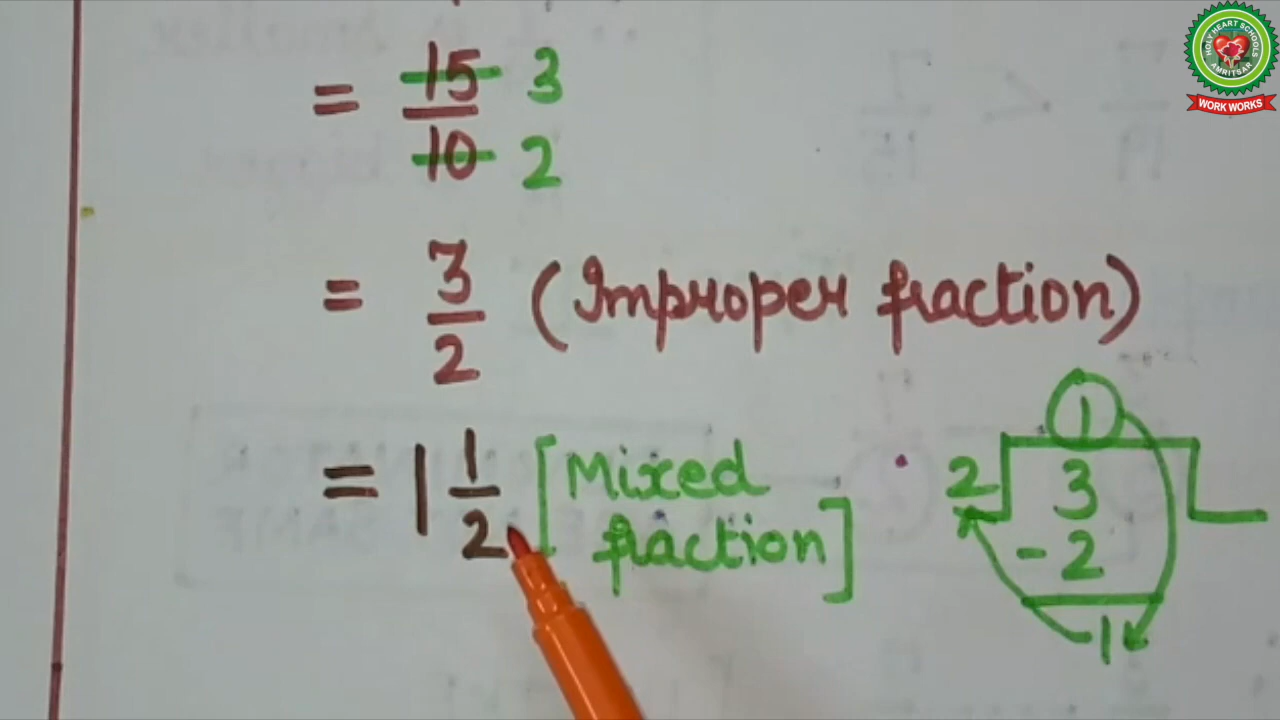 = 15/10 3/2
= 3/2 (Improper fraction)
= 1 1/2 [Mixed fraction]
1
2 3
- 2
1
HOLY HEART SCHOOLS
AMRITSAR
WORK WORKS